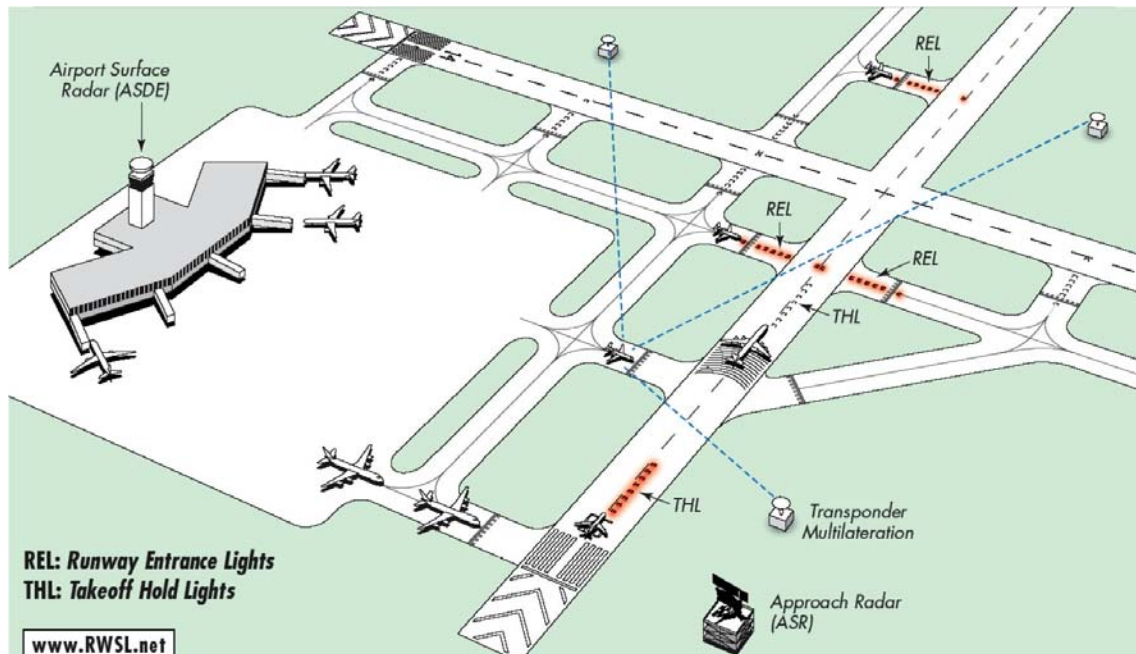 Airport Surface
Radar (ASDE)
REL
REL
REL
THL
THL
Transponder
Multilateration
REL: Runway Entrance Lights
THL: Takeoff Hold Lights
Approach Radar
(ASR)
www.RWSL.net